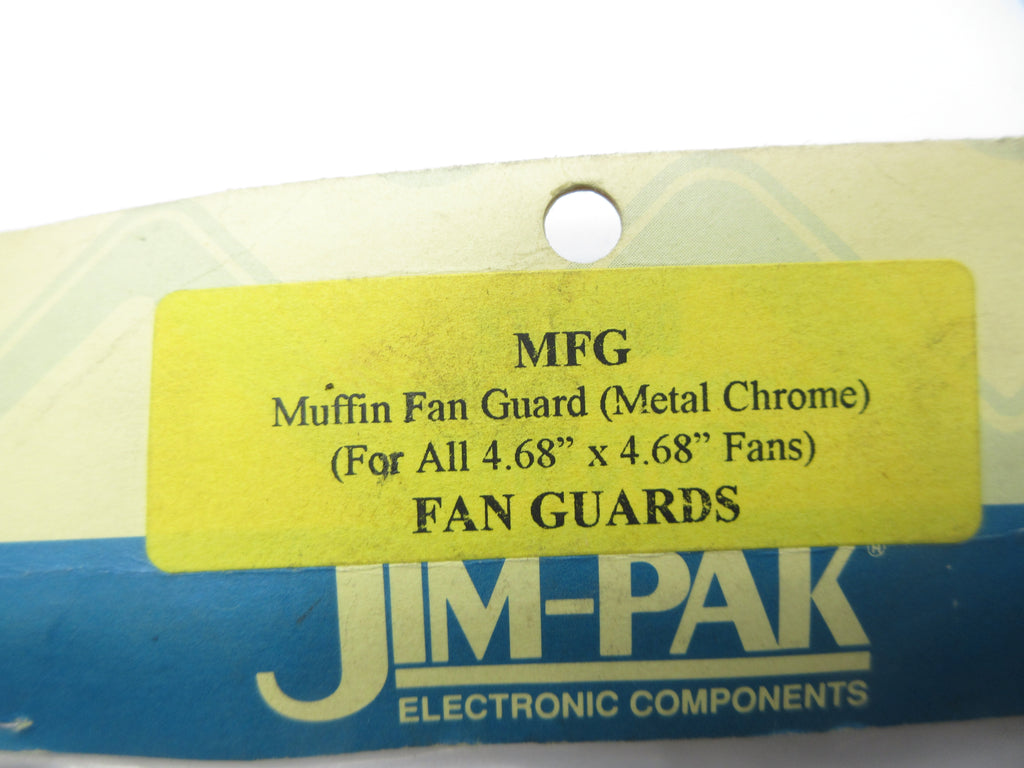 MFG
Muffin Fan Guard (Metal Chrome)
(For All 4.68” x 4.68” Fans)
FAN GUARDS
JIM-PAK®
ELECTRONIC COMPONENTS